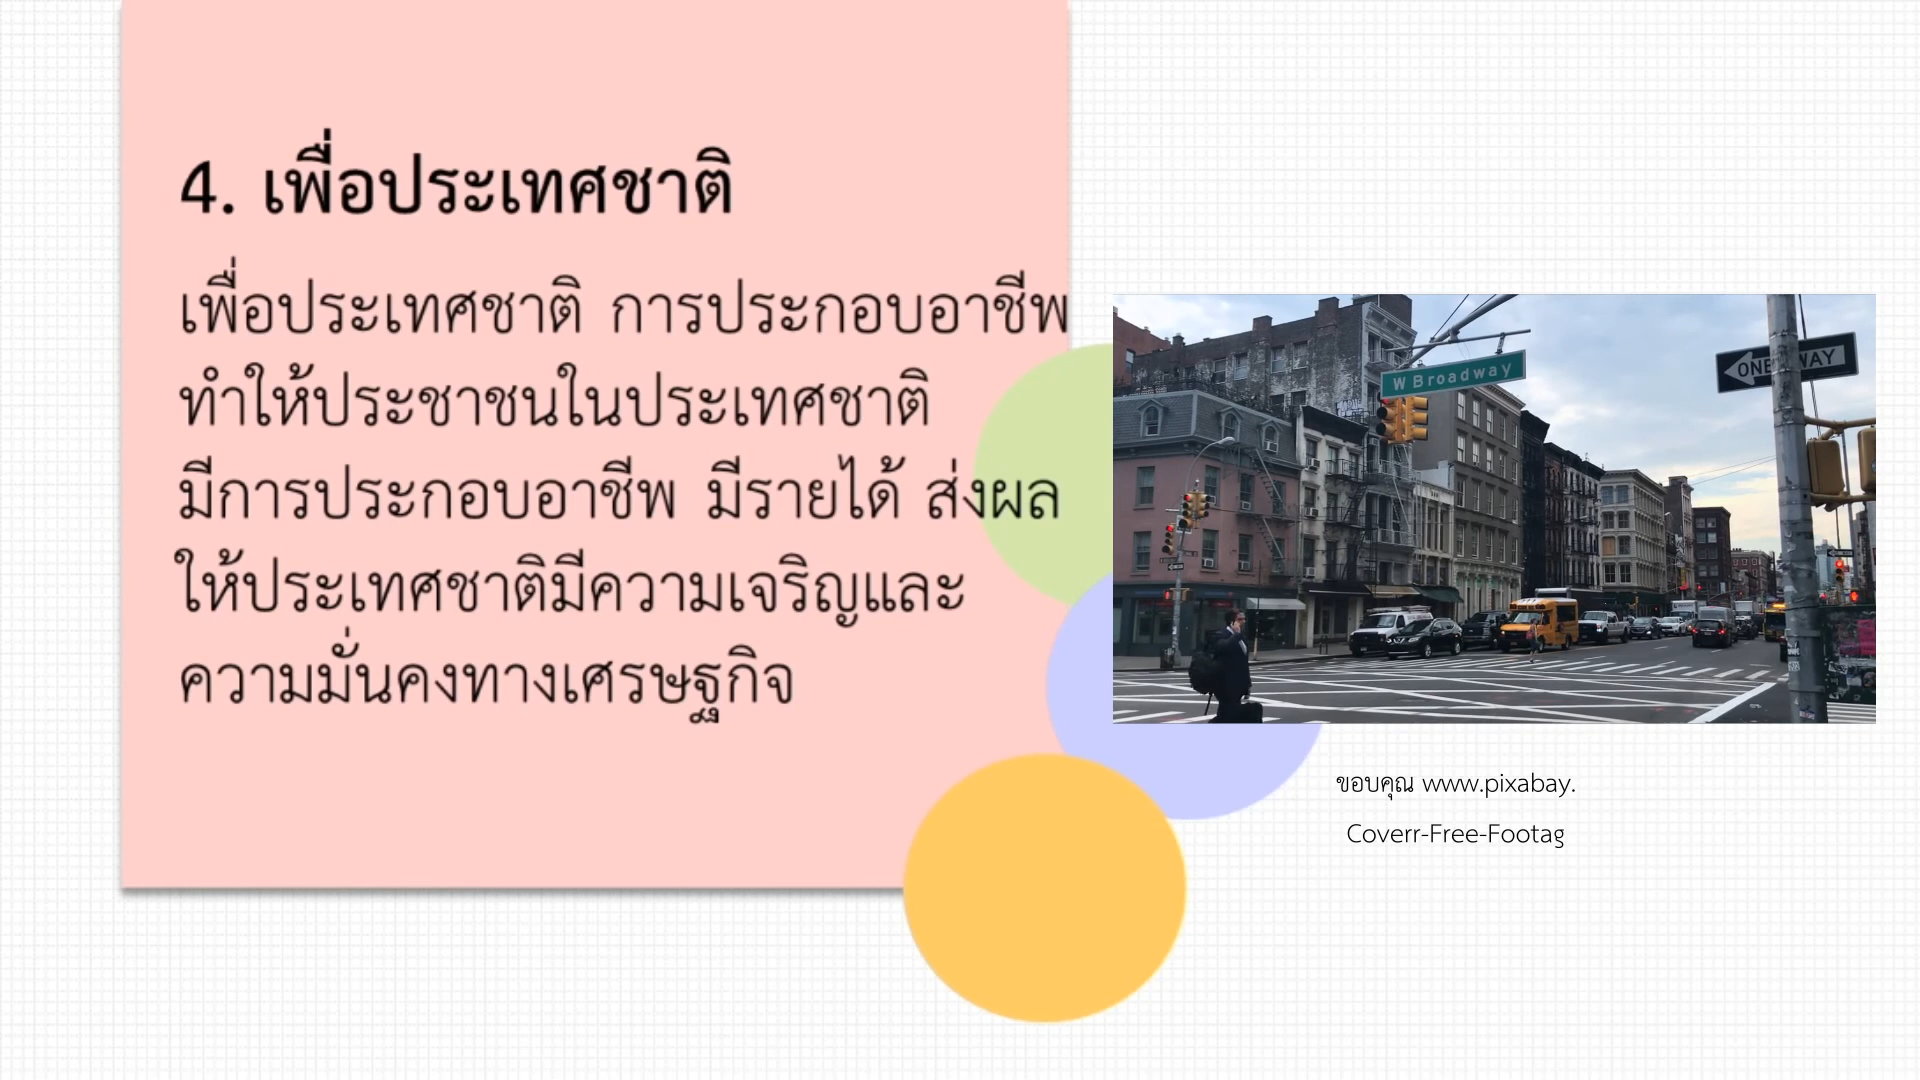 4. เพื่อประเทศชาติ
เพื่อประเทศชาติ การประกอบอาชีพ
ทำให้ประชาชนในประเทศชาติ
มีการประกอบอาชีพ มีรายได้ ส่งผล
ให้ประเทศชาติมีความเจริญและ
ความมั่นคงทางเศรษฐกิจ
W Broadway
ONE WAY
ขอบคุณ www.pixabay.
Coverr-Free-Footag